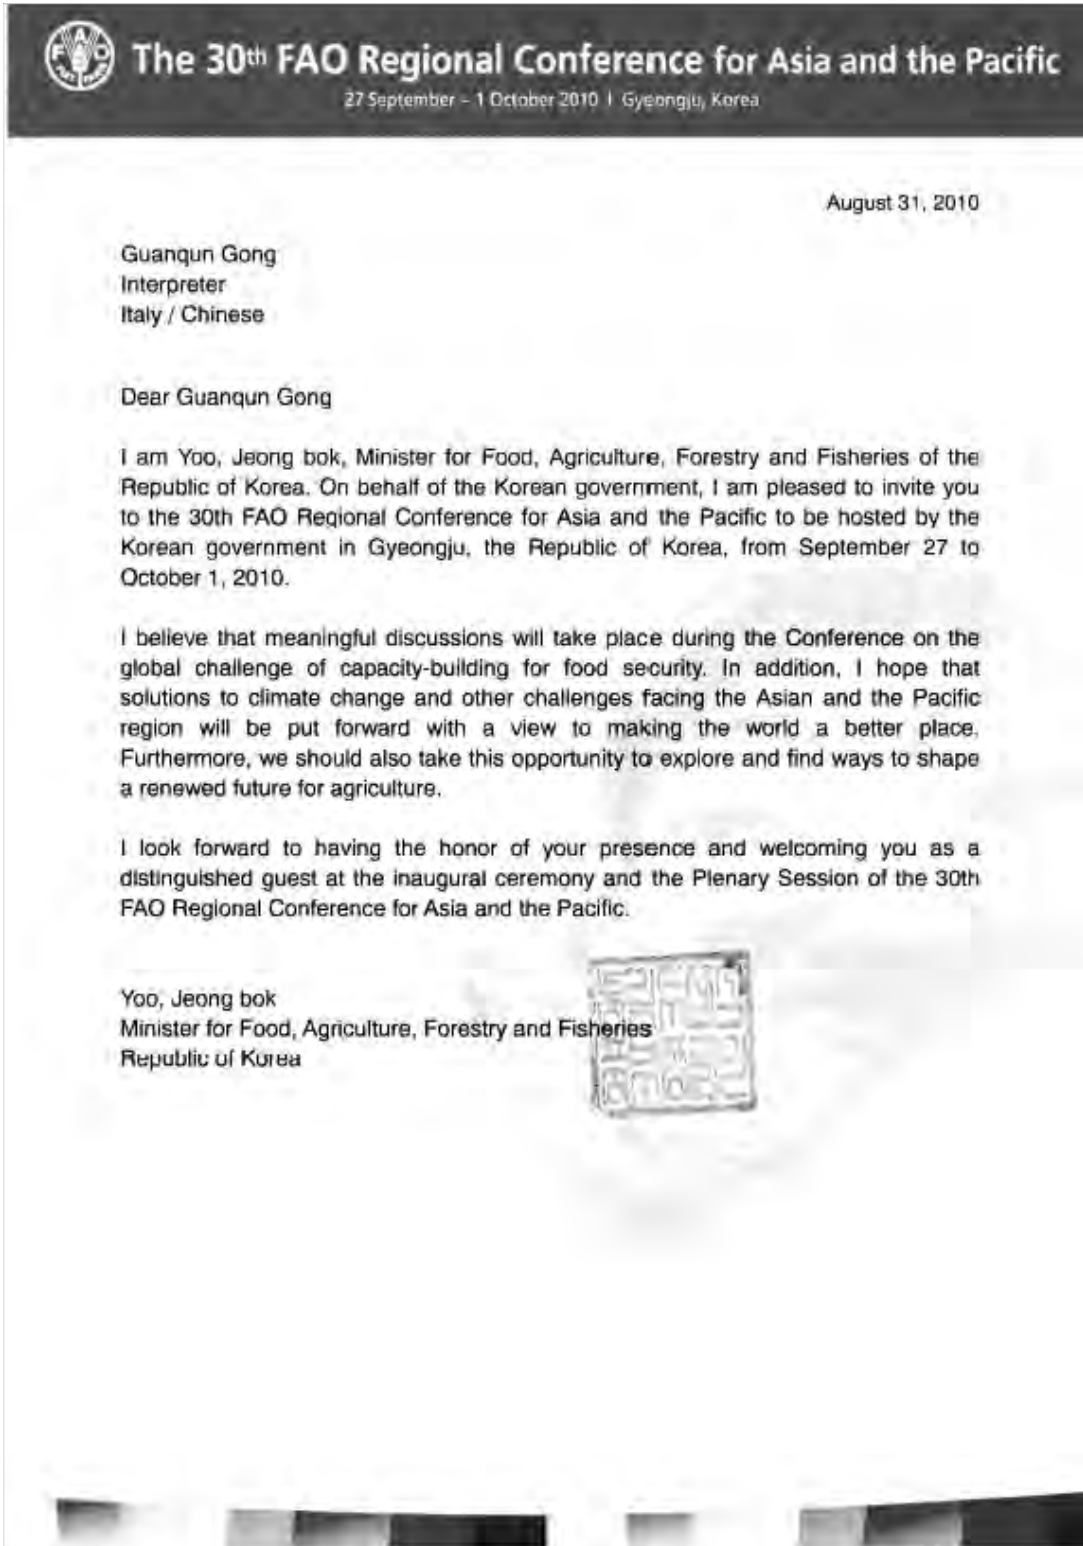 The 30th FAO Regional Conference for Asia and the Pacific
27 September – 1 October 2010 | Gyeongju, Korea
August 31, 2010
Guanqun Gong
Interpreter
Italy / Chinese
Dear Guanqun Gong
I am Yoo, Jeong bok, Minister for Food, Agriculture, Forestry and Fisheries of the
Republic of Korea. On behalf of the Korean government, I am pleased to invite you
to the 30th FAO Regional Conference for Asia and the Pacific to be hosted by the
Korean government in Gyeongju, the Republic of Korea, from September 27 to
October 1, 2010.
I believe that meaningful discussions will take place during the Conference on the
global challenge of capacity-building for food security. In addition, I hope that
solutions to climate change and other challenges facing the Asian and the Pacific
region will be put forward with a view to making the world a better place.
Furthermore, we should also take this opportunity to explore and find ways to shape
a renewed future for agriculture.
I look forward to having the honor of your presence and welcoming you as a
distinguished guest at the inaugural ceremony and the Plenary Session of the 30th
FAO Regional Conference for Asia and the Pacific.
Yoo, Jeong bok
Minister for Food, Agriculture, Forestry and Fisheries
Republic of Korea